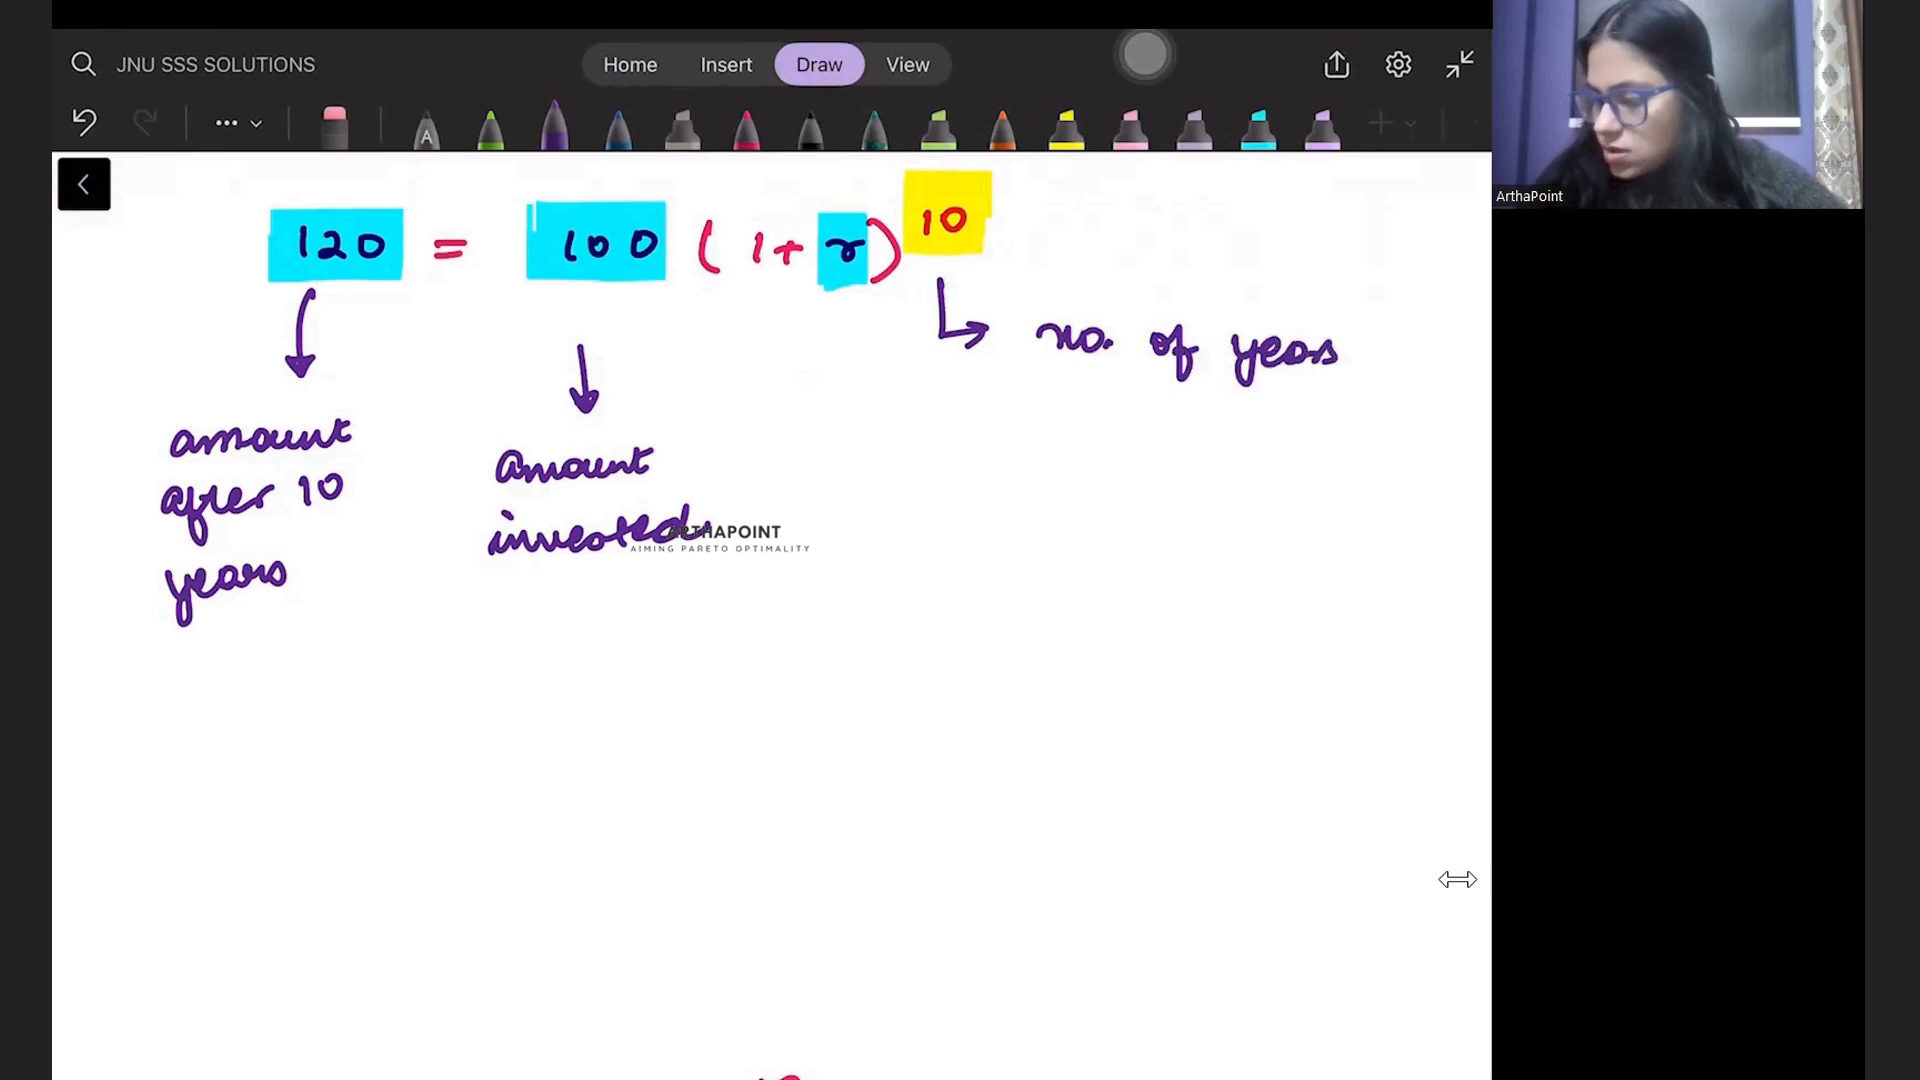 JNU SSS SOLUTIONS
Home Insert Draw View
A
ArthaPoint
120 = 100 (1+r)^10
no. of years
amount
after 10
years
amount
invested
ARTHAPOINT
AIMING PARETO OPTIMALITY